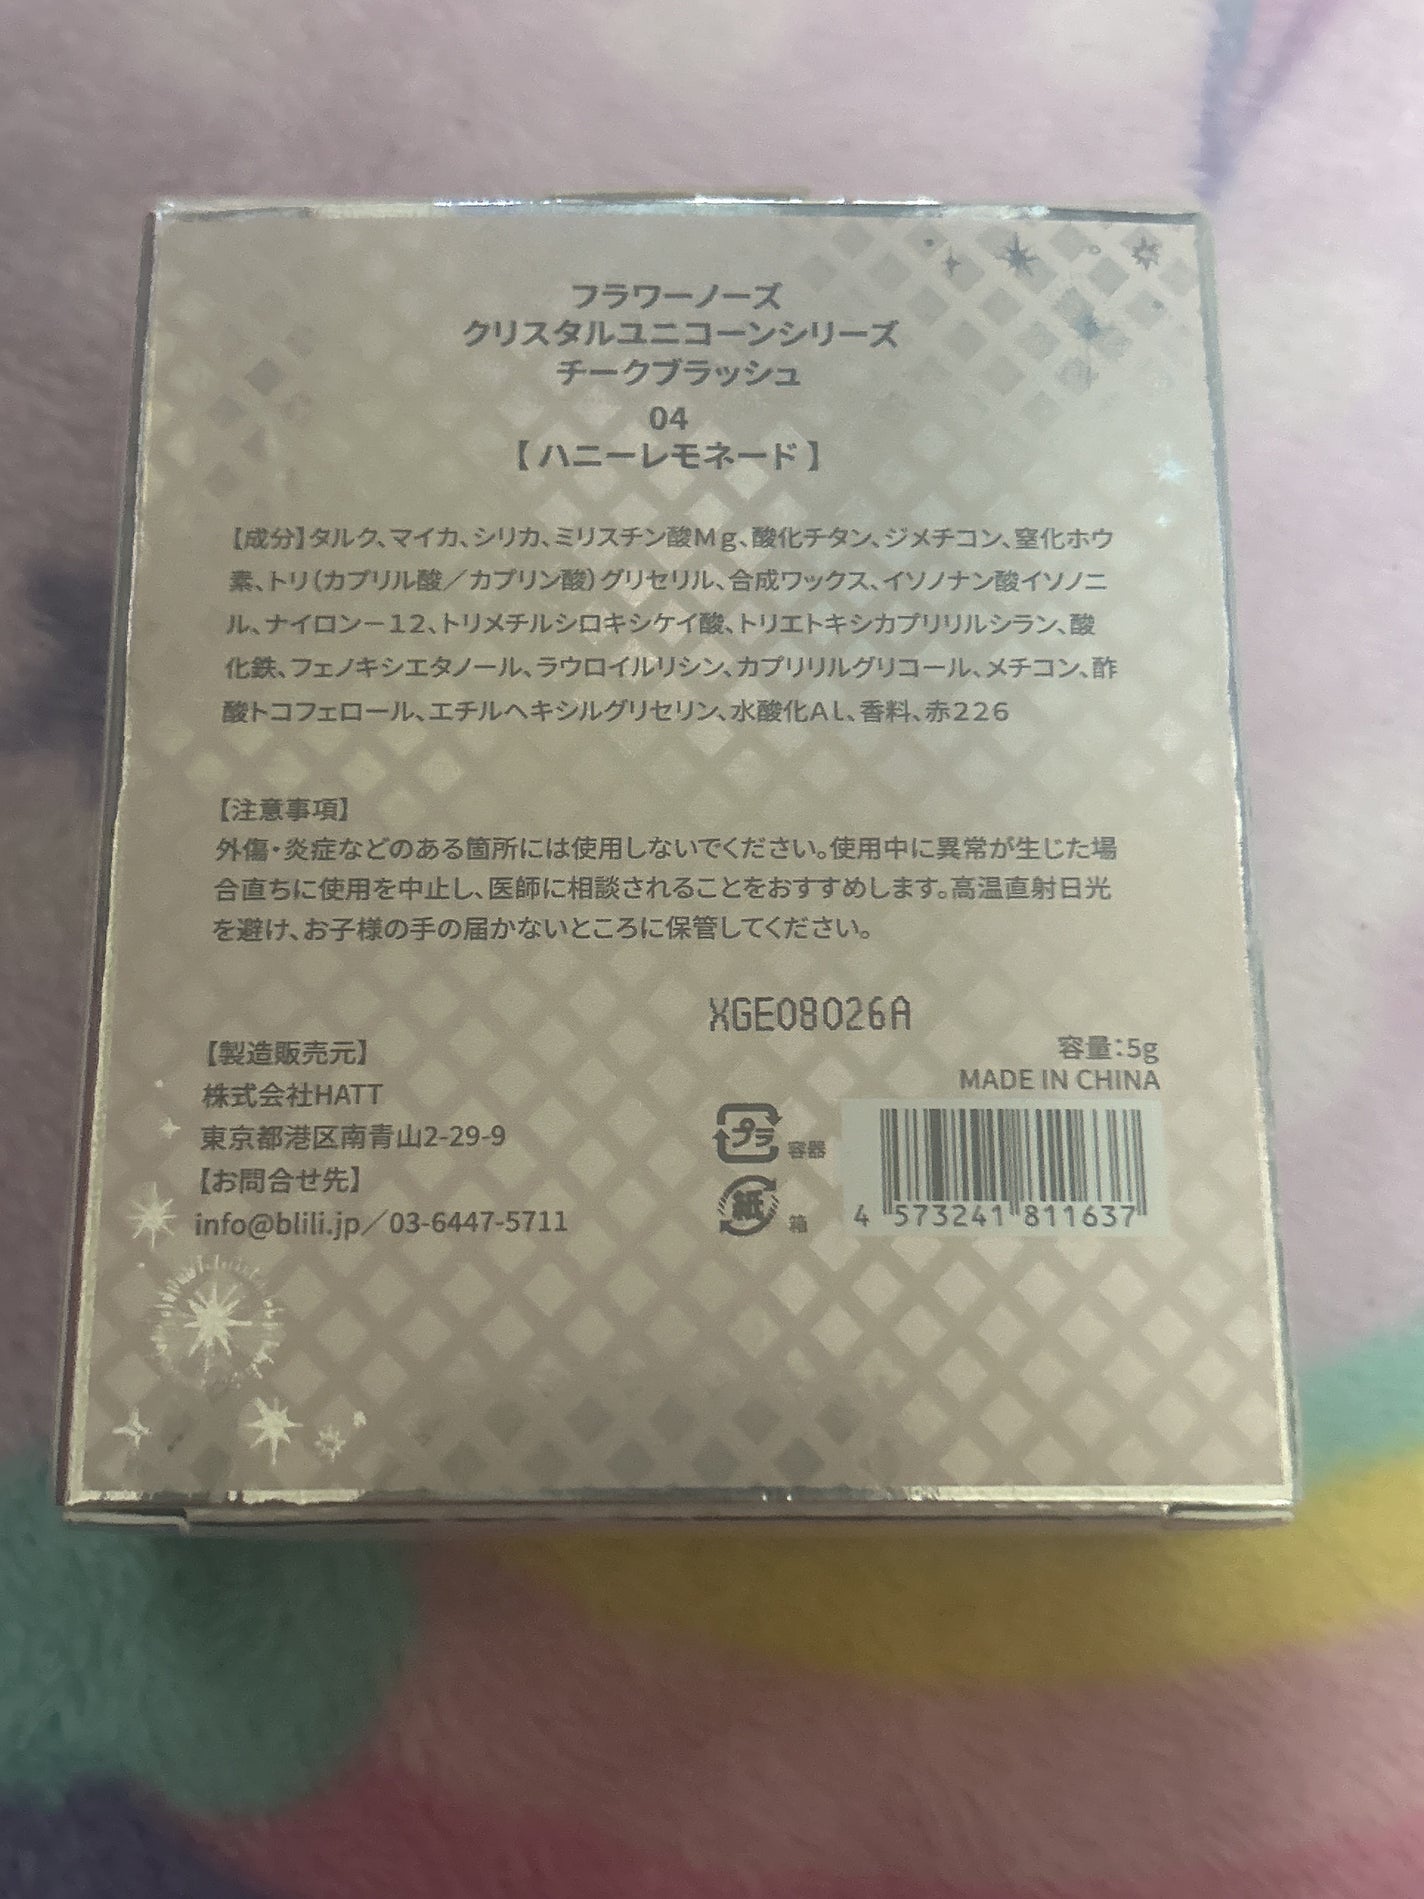 フラワーノーズ
クリスタルユニコーンシリーズ
チークブラッシュ
04
【ハニーレモネード】
【成分】タルク、マイカ、シリカ、ミリスチン酸Ｍｇ、酸化チタン、ジメチコン、窒化ホウ
素、トリ（カプリル酸／カプリン酸）グリセリル、合成ワックス、イソノナン酸イソノニ
ル、ナイロン－１２、トリメチルシロキシケイ酸、トリエトキシカプリリルシラン、酸
化鉄、フェノキシエタノール、ラウロイルリシン、カプリリルグリコール、メチコン、酢
酸トコフェロール、エチルヘキシルグリセリン、水酸化Ａｌ、香料、赤２２６
【注意事項】
外傷・炎症などのある箇所には使用しないでください。使用中に異常が生じた場
合直ちに使用を中止し、医師に相談されることをおすすめします。高温直射日光
を避け、お子様の手の届かないところに保管してください。
XGE08026A
【製造販売元】
株式会社HATT
東京都港区南青山2-29-9
【お問合せ先】
info@blili.jp／03-6447-5711
容量：5g
MADE IN CHINA
プラ 容器
紙 箱
4 573241 811637